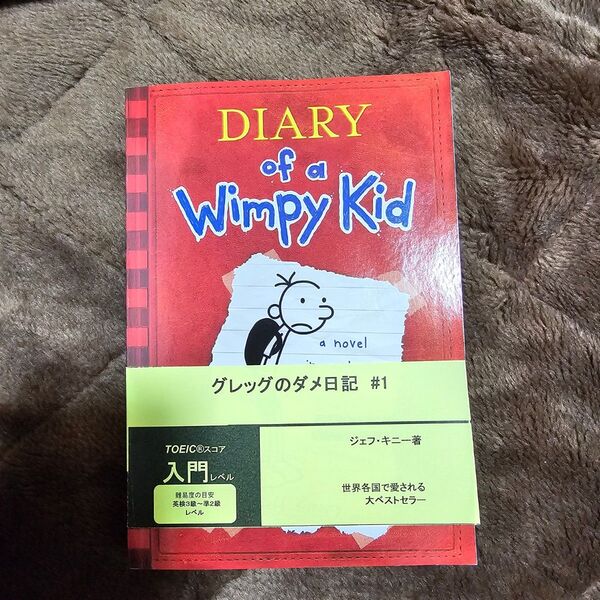 DIARY
of a
Wimpy Kid
a novel
グレッグのダメ日記 #1
TOEIC®スコア
入門レベル
難易度の目安
英検3級～準2級
レベル
ジェフ・キニー著
世界各国で愛される
大ベストセラー